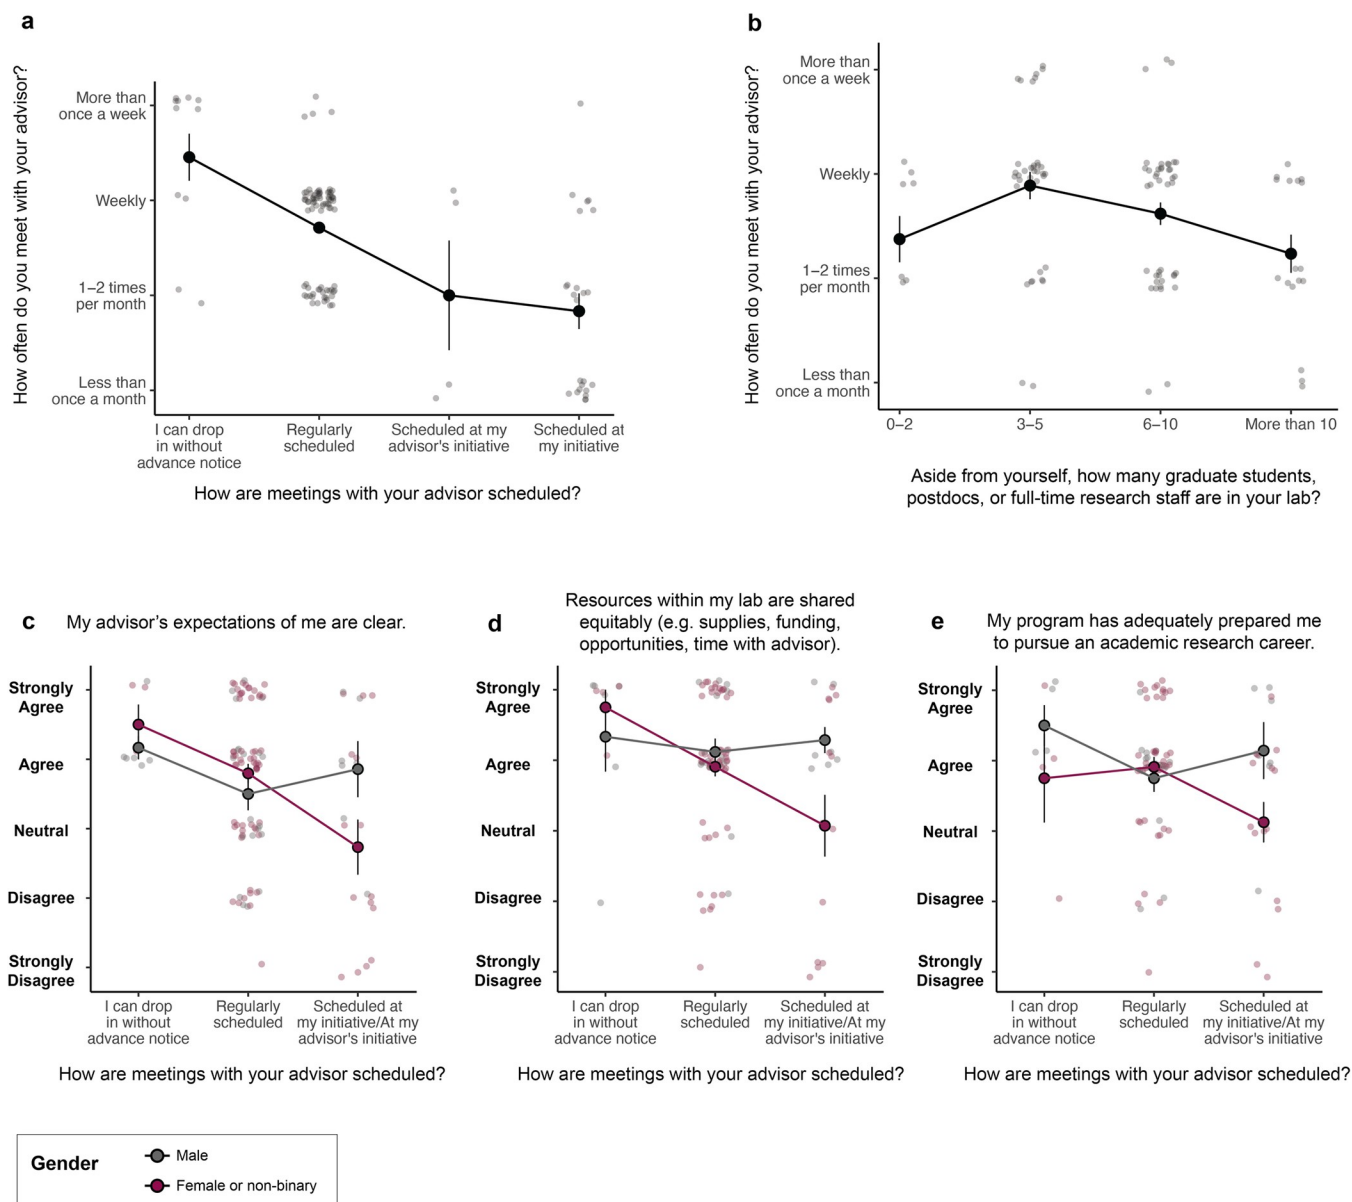 a
How often do you meet with your advisor?
More than
once a week
Weekly
1–2 times
per month
Less than
once a month
I can drop
in without
advance notice
Regularly
scheduled
Scheduled at my
advisor's initiative
Scheduled at
my initiative
How are meetings with your advisor scheduled?
b
How often do you meet with your advisor?
More than
once a week
Weekly
1–2 times
per month
Less than
once a month
0–2
3–5
6–10
More than 10
Aside from yourself, how many graduate students,
postdocs, or full-time research staff are in your lab?
c
My advisor’s expectations of me are clear.
Strongly
Agree
Agree
Neutral
Disagree
Strongly
Disagree
I can drop
in without
advance notice
Regularly
scheduled
Scheduled at
my initiative/At my
advisor's initiative
How are meetings with your advisor scheduled?
d
Resources within my lab are shared
equitably (e.g. supplies, funding,
opportunities, time with advisor).
Strongly
Agree
Agree
Neutral
Disagree
Strongly
Disagree
I can drop
in without
advance notice
Regularly
scheduled
Scheduled at
my initiative/At my
advisor's initiative
How are meetings with your advisor scheduled?
e
My program has adequately prepared me
to pursue an academic research career.
Strongly
Agree
Agree
Neutral
Disagree
Strongly
Disagree
I can drop
in without
advance notice
Regularly
scheduled
Scheduled at
my initiative/At my
advisor's initiative
How are meetings with your advisor scheduled?
Gender
Male
Female or non-binary